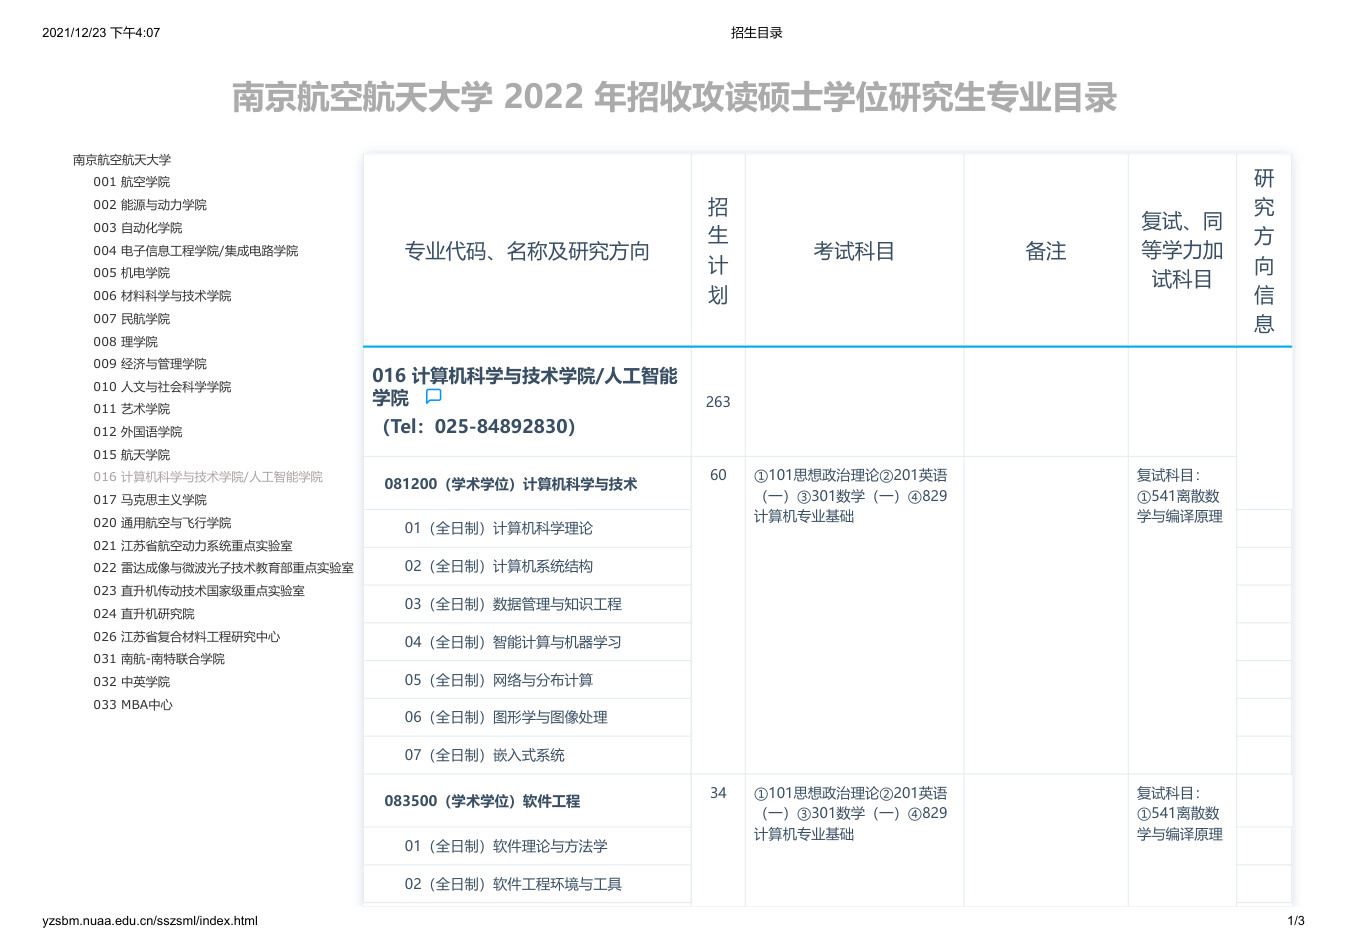 2021/12/23 下午4:07
招生目录
南京航空航天大学 2022 年招收攻读硕士学位研究生专业目录
南京航空航天大学
001 航空学院
002 能源与动力学院
003 自动化学院
004 电子信息工程学院/集成电路学院
005 机电学院
006 材料科学与技术学院
007 民航学院
008 理学院
009 经济与管理学院
010 人文与社会科学学院
011 艺术学院
012 外国语学院
015 航天学院
016 计算机科学与技术学院/人工智能学院
017 马克思主义学院
020 通用航空与飞行学院
021 江苏省航空动力系统重点实验室
022 雷达成像与微波光子技术教育部重点实验室
023 直升机传动技术国家级重点实验室
024 直升机研究院
026 江苏省复合材料工程研究中心
031 南航-南特联合学院
032 中英学院
033 MBA中心
专业代码、名称及研究方向
招
生
计
划
考试科目
备注
复试、同
等学力加
试科目
研
究
方
向
信
息
016 计算机科学与技术学院/人工智能
学院
（Tel：025-84892830）
263
081200（学术学位）计算机科学与技术
60
①101思想政治理论②201英语
（一）③301数学（一）④829
计算机专业基础
复试科目：
①541离散数
学与编译原理
01（全日制）计算机科学理论
02（全日制）计算机系统结构
03（全日制）数据管理与知识工程
04（全日制）智能计算与机器学习
05（全日制）网络与分布计算
06（全日制）图形学与图像处理
07（全日制）嵌入式系统
083500（学术学位）软件工程
34
①101思想政治理论②201英语
（一）③301数学（一）④829
计算机专业基础
复试科目：
①541离散数
学与编译原理
01（全日制）软件理论与方法学
02（全日制）软件工程环境与工具
yzsbm.nuaa.edu.cn/sszsml/index.html
1/3